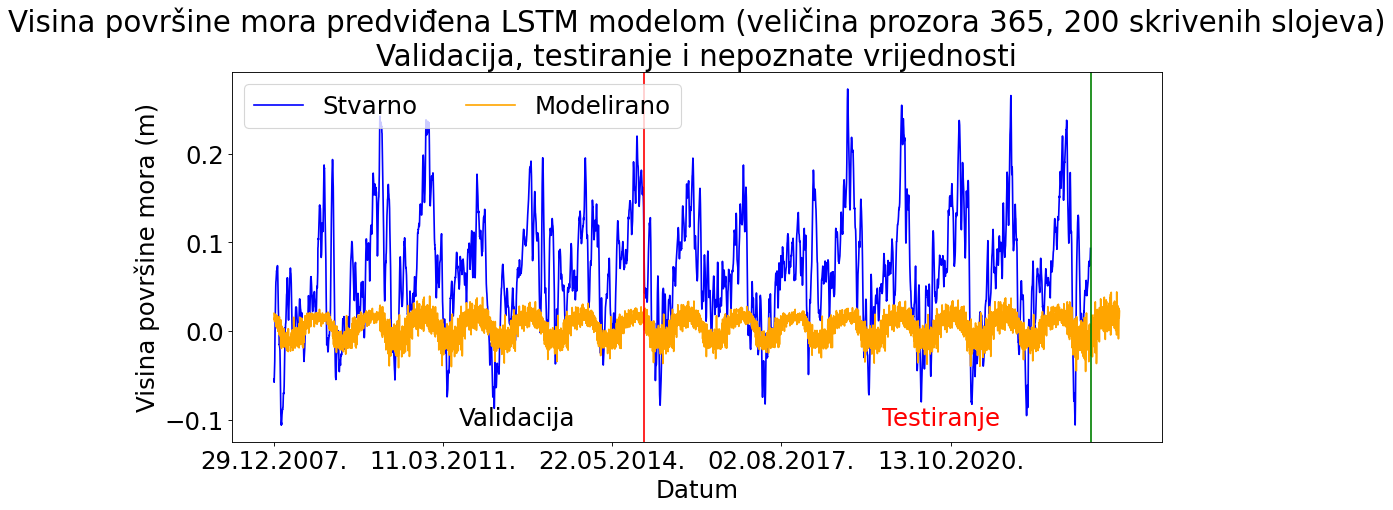 Visina površine mora predviđena LSTM modelom (veličina prozora 365, 200 skrivenih slojeva)
Validacija, testiranje i nepoznate vrijednosti
Stvarno
Modelirano
Visina površine mora (m)
0.2
0.1
0.0
−0.1
Validacija
Testiranje
29.12.2007.
11.03.2011.
22.05.2014.
02.08.2017.
13.10.2020.
Datum